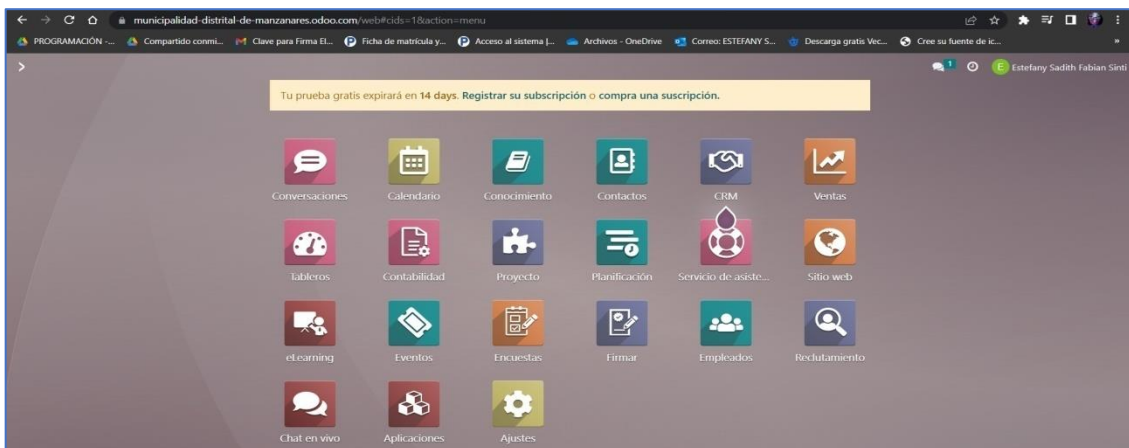 municipalidad-distrital-de-manzanares.odoo.com/web#cids=1&action=menu
PROGRAMACIÓN -... Compartido conmi... Clave para Firma El... Ficha de matrícula y... Acceso al sistema |... Archivos - OneDrive Correo: ESTEFANY S... Descarga gratis Vec... Cree su fuente de ic... »
1 E Estefany Sadith Fabian Sinti
Tu prueba gratis expirará en 14 days. Registrar su subscripción o compra una suscripción.
Conversaciones Calendario Conocimiento Contactos CRM Ventas
Tableros Contabilidad Proyecto Planificación Servicio de asiste... Sitio web
eLearning Eventos Encuestas Firmar Empleados Reclutamiento
Chat en vivo Aplicaciones Ajustes